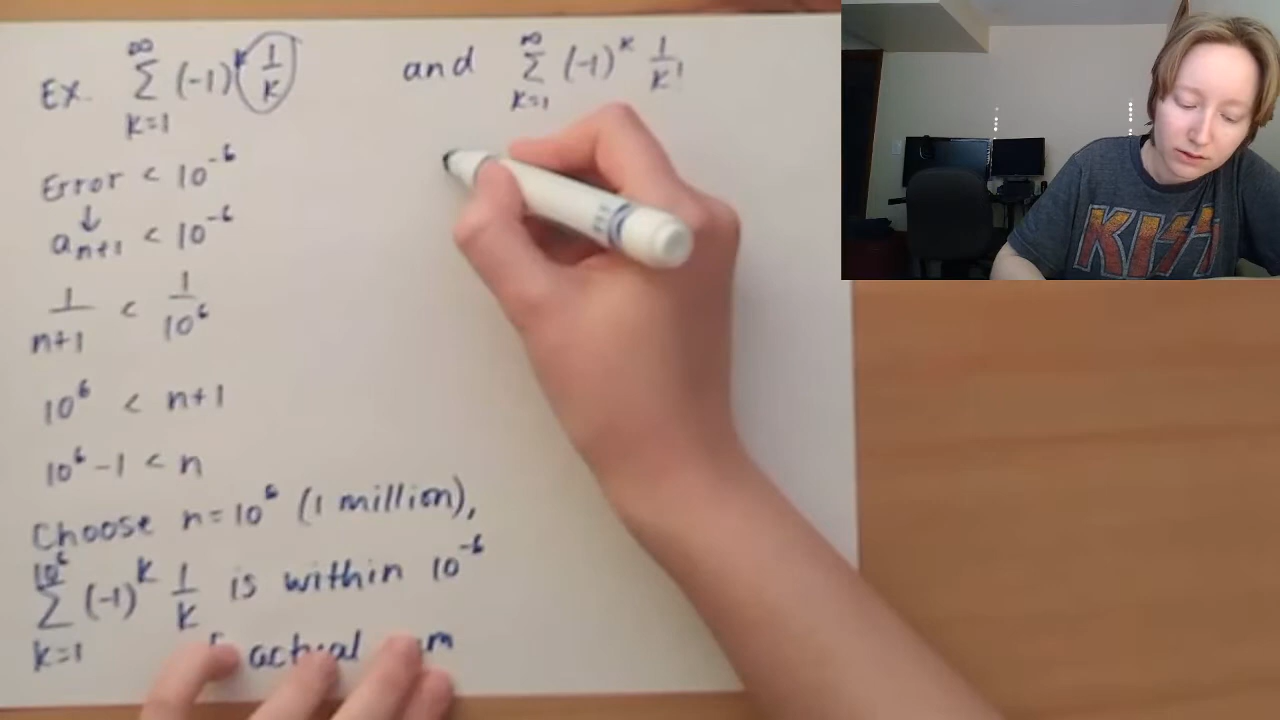 Ex. ∞ Σ k=1 (-1)^k 1/k and ∞ Σ k=1 (-1)^k 1/k!
Error < 10^-6
↓
a_n+1 < 10^-6
1/n+1 < 1/10^6
10^6 < n+1
10^6 - 1 < n
Choose n = 10^6 (1 million),
10^6 Σ k=1 (-1)^k 1/k is within 10^-6
actual
KISS